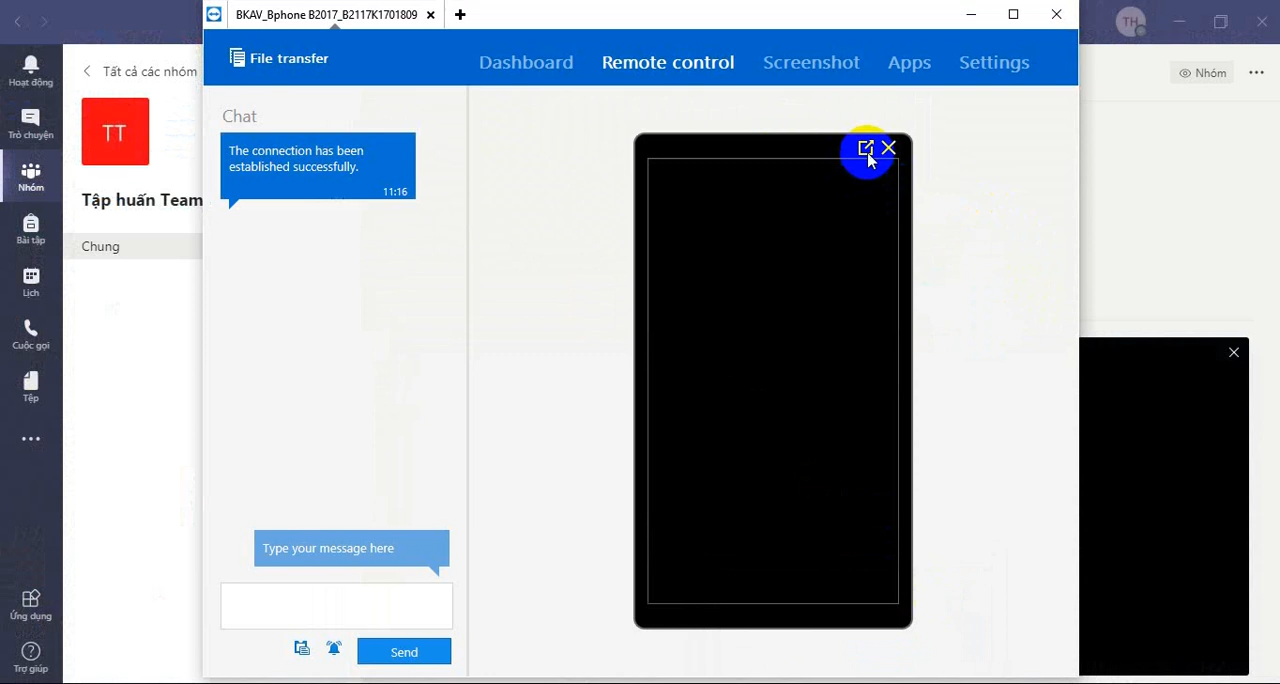 BKAV_Bphone B2017_B2117K1701809
TH
File transfer
Dashboard
Remote control
Screenshot
Apps
Settings
Hoạt động
Trò chuyện
Nhóm
Bài tập
Lịch
Cuộc gọi
Tệp
Ứng dụng
Trợ giúp
Tất cả các nhóm
TT
Tập huấn Team
Chung
Chat
The connection has been
established successfully.
11:16
Type your message here
Send
Nhóm